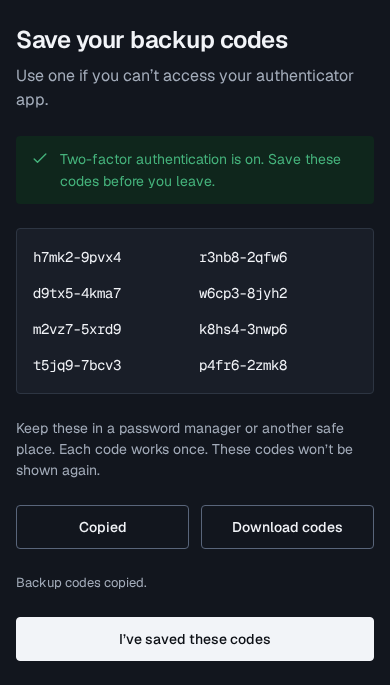 Save your backup codes
Use one if you can’t access your authenticator
app.
Two-factor authentication is on. Save these
codes before you leave.
h7mk2-9pvx4 r3nb8-2qfw6
d9tx5-4kma7 w6cp3-8jyh2
m2vz7-5xrd9 k8hs4-3nwp6
t5jq9-7bcv3 p4fr6-2zmk8
Keep these in a password manager or another safe
place. Each code works once. These codes won’t be
shown again.
Copied Download codes
Backup codes copied.
I’ve saved these codes